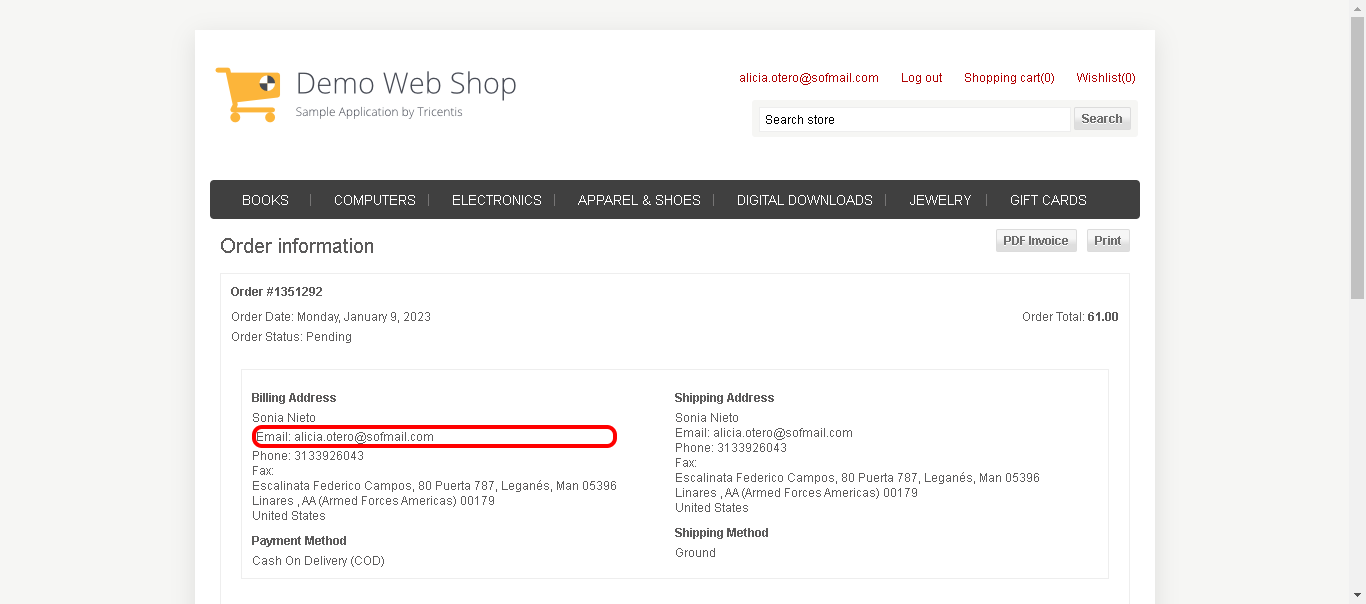 Demo Web Shop
Sample Application by Tricentis
alicia.otero@sofmail.com Log out Shopping cart(0) Wishlist(0)
Search store Search
BOOKS COMPUTERS ELECTRONICS APPAREL & SHOES DIGITAL DOWNLOADS JEWELRY GIFT CARDS
Order information
PDF Invoice Print
Order #1351292
Order Date: Monday, January 9, 2023
Order Status: Pending
Order Total: 61.00
Billing Address
Sonia Nieto
Email: alicia.otero@sofmail.com
Phone: 3133926043
Fax:
Escalinata Federico Campos, 80 Puerta 787, Leganés, Man 05396
Linares , AA (Armed Forces Americas) 00179
United States
Payment Method
Cash On Delivery (COD)
Shipping Address
Sonia Nieto
Email: alicia.otero@sofmail.com
Phone: 3133926043
Fax:
Escalinata Federico Campos, 80 Puerta 787, Leganés, Man 05396
Linares , AA (Armed Forces Americas) 00179
United States
Shipping Method
Ground